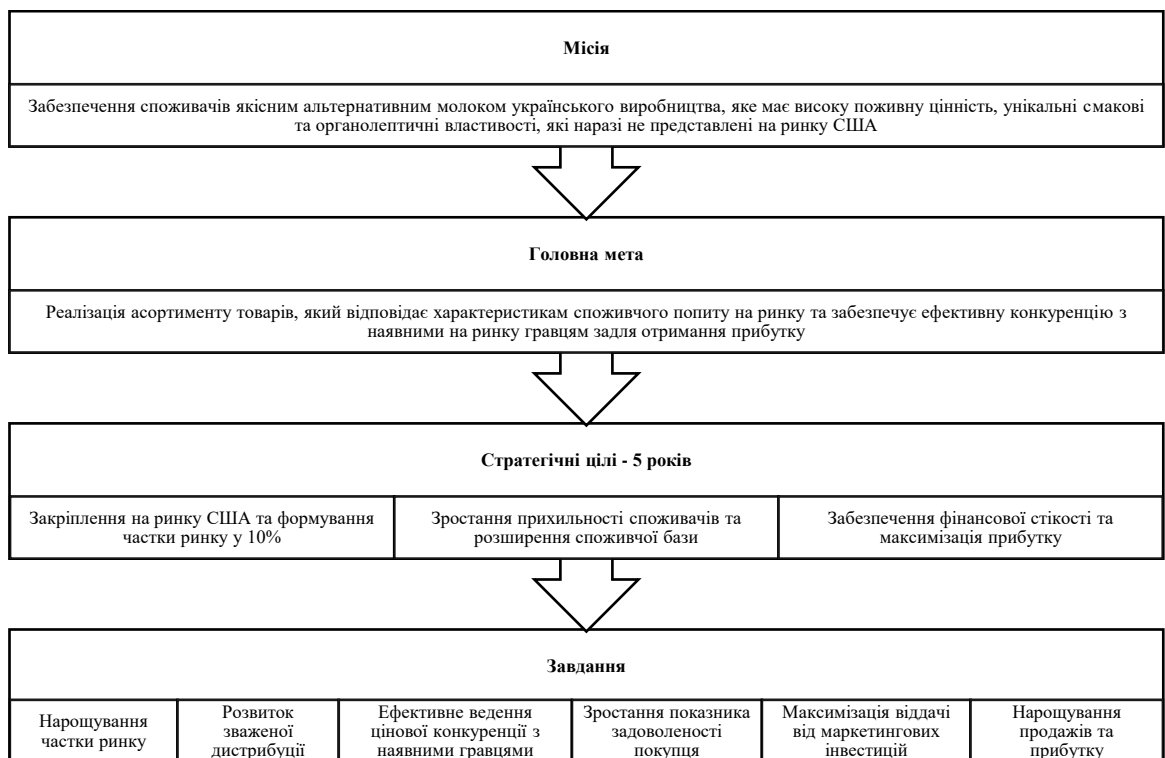 Місія
Забезпечення споживачів якісним альтернативним молоком українського виробництва, яке має високу поживну цінність, унікальні смакові
та органолептичні властивості, які наразі не представлені на ринку США
Головна мета
Реалізація асортименту товарів, який відповідає характеристикам споживчого попиту на ринку та забезпечує ефективну конкуренцію з
наявними на ринку гравцям задля отримання прибутку
Стратегічні цілі - 5 років
Закріплення на ринку США та формування
частки ринку у 10%
Зростання прихильності споживачів та
розширення споживчої бази
Забезпечення фінансової стікості та
максимізація прибутку
Завдання
Нарощування
частки ринку
Розвиток
зваженої
дистрибуції
Ефективне ведення
цінової конкуренції з
наявними гравцями
Зростання показника
задоволеності
покупця
Максимізація віддачі
від маркетингових
інвестицій
Нарощування
продажів та
прибутку